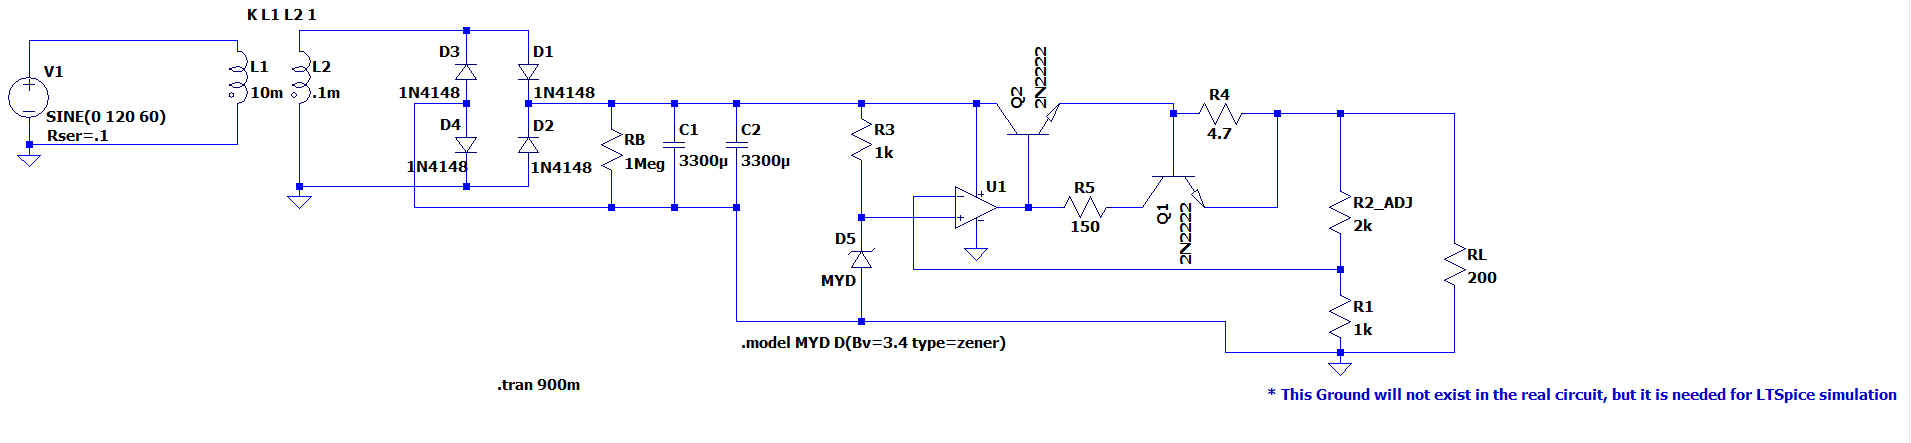 K L1 L2 1
V1
SINE(0 120 60)
Rser=.1
L1
10m
L2
.1m
D3
1N4148
D1
1N4148
D4
1N4148
D2
1N4148
RB
1Meg
C1
3300µ
C2
3300µ
R3
1k
D5
MYD
U1
Q2
2N2222
R5
150
Q1
2N2222
R4
4.7
R2_ADJ
2k
R1
1k
RL
200
.model MYD D(Bv=3.4 type=zener)
.tran 900m
* This Ground will not exist in the real circuit, but it is needed for LTSpice simulation